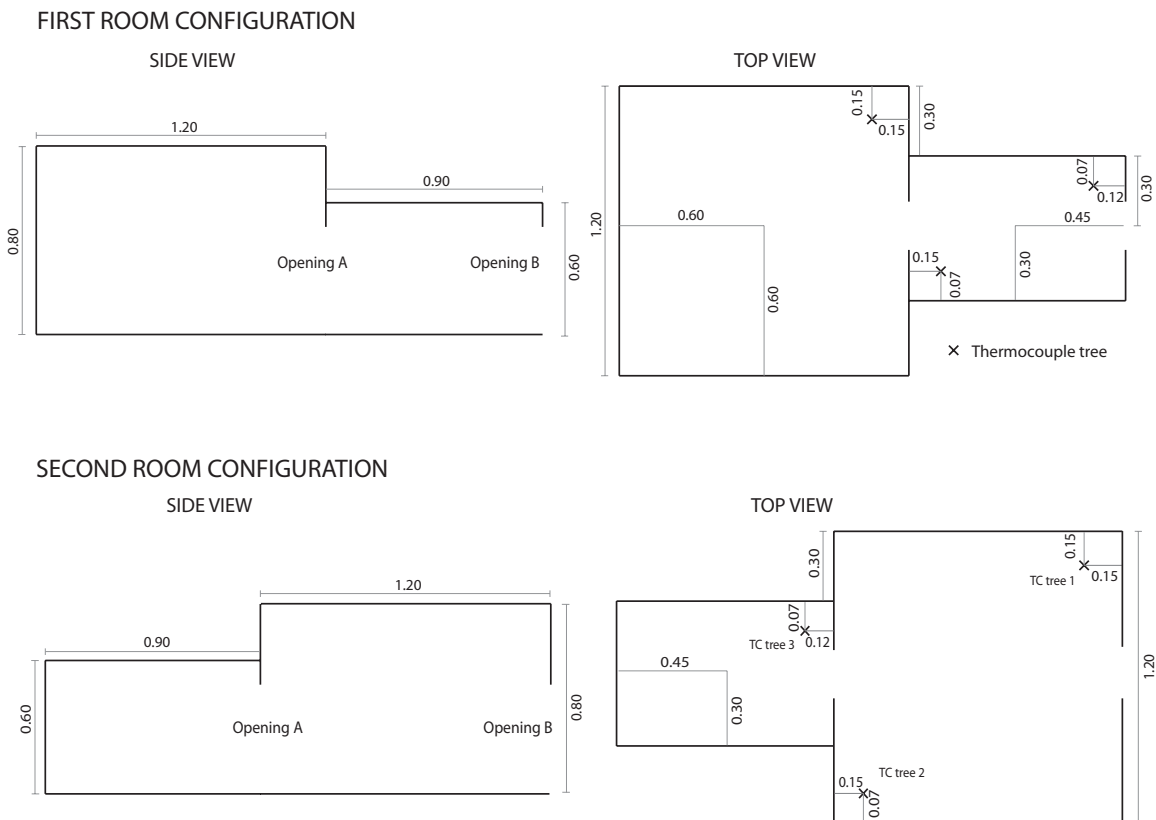 FIRST ROOM CONFIGURATION
SIDE VIEW
1.20
0.90
0.80
Opening A
Opening B
0.60
TOP VIEW
0.15
0.15
0.30
1.20
0.60
0.60
0.07
0.12
0.30
0.45
0.15
0.07
0.30
× Thermocouple tree
SECOND ROOM CONFIGURATION
SIDE VIEW
1.20
0.90
0.60
Opening A
Opening B
0.80
TOP VIEW
0.30
0.15
TC tree 1
0.15
0.07
TC tree 3
0.12
0.45
0.30
1.20
TC tree 2
0.15
0.07